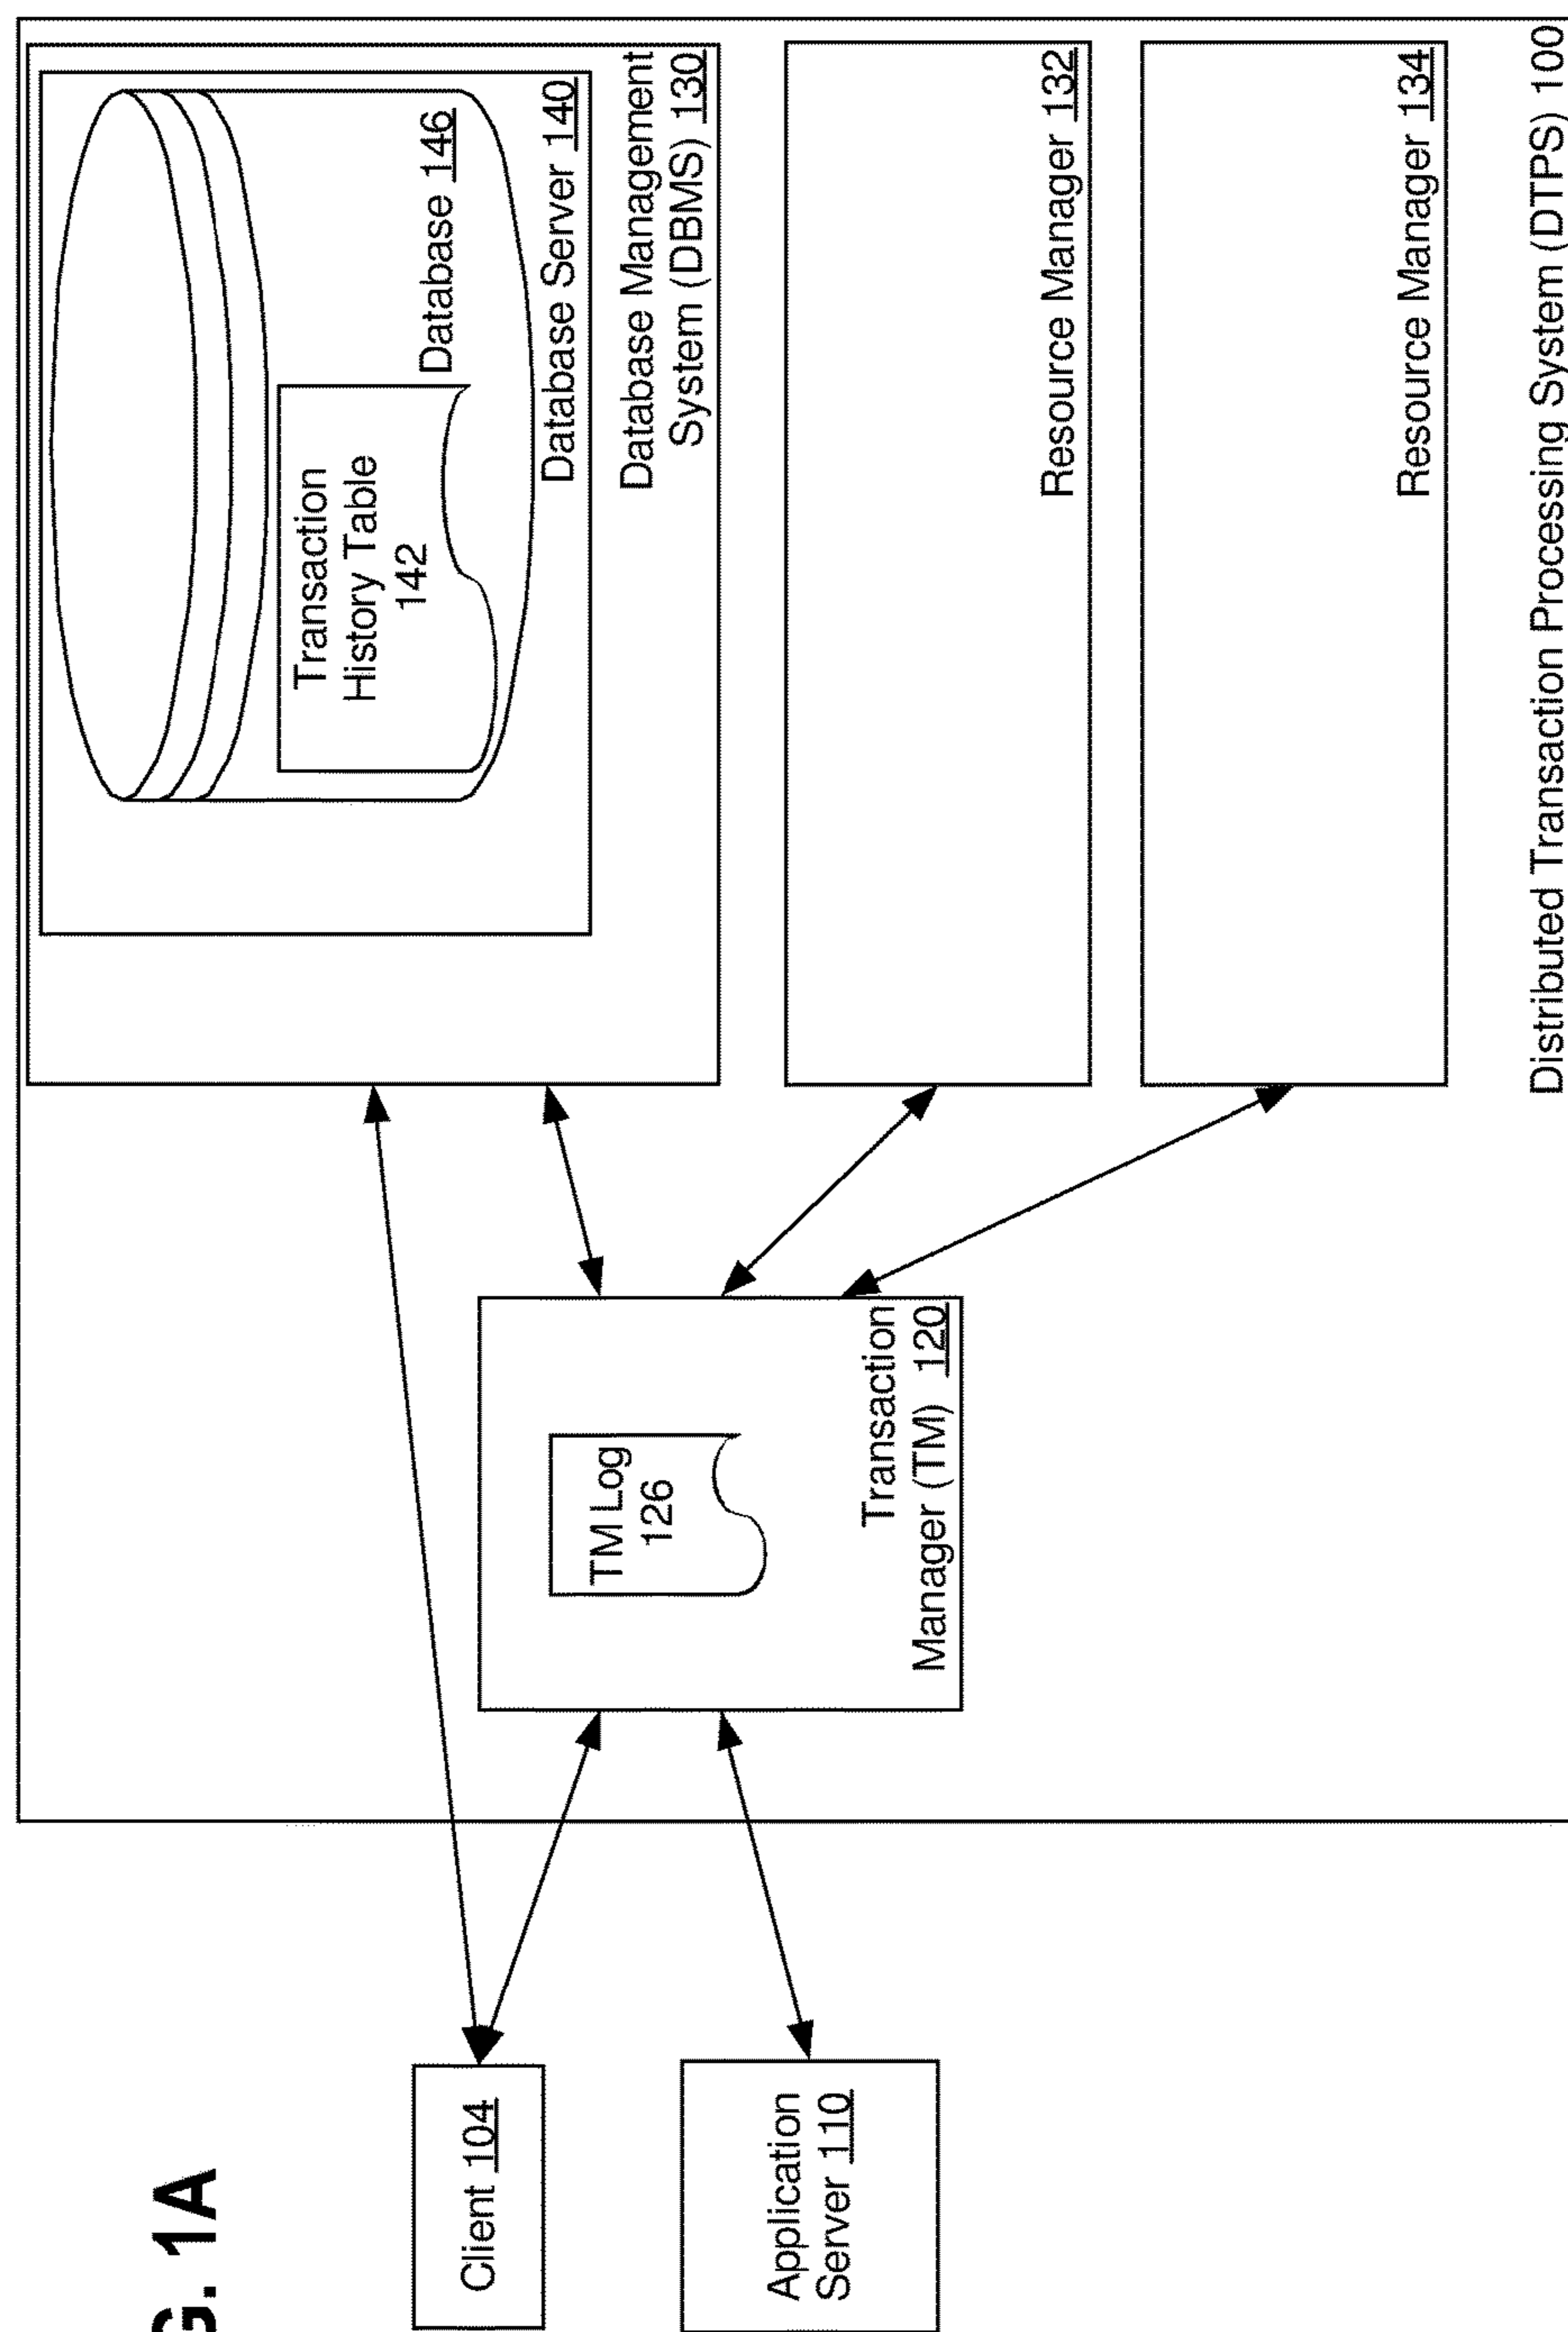 G. 1A
Client 104
Application
Server 110
TM Log
126
Transaction
Manager (TM) 120
Transaction
History Table
142
Database 146
Database Server 140
Database Management
System (DBMS) 130
Resource Manager 132
Resource Manager 134
Distributed Transaction Processing System (DTPS) 100